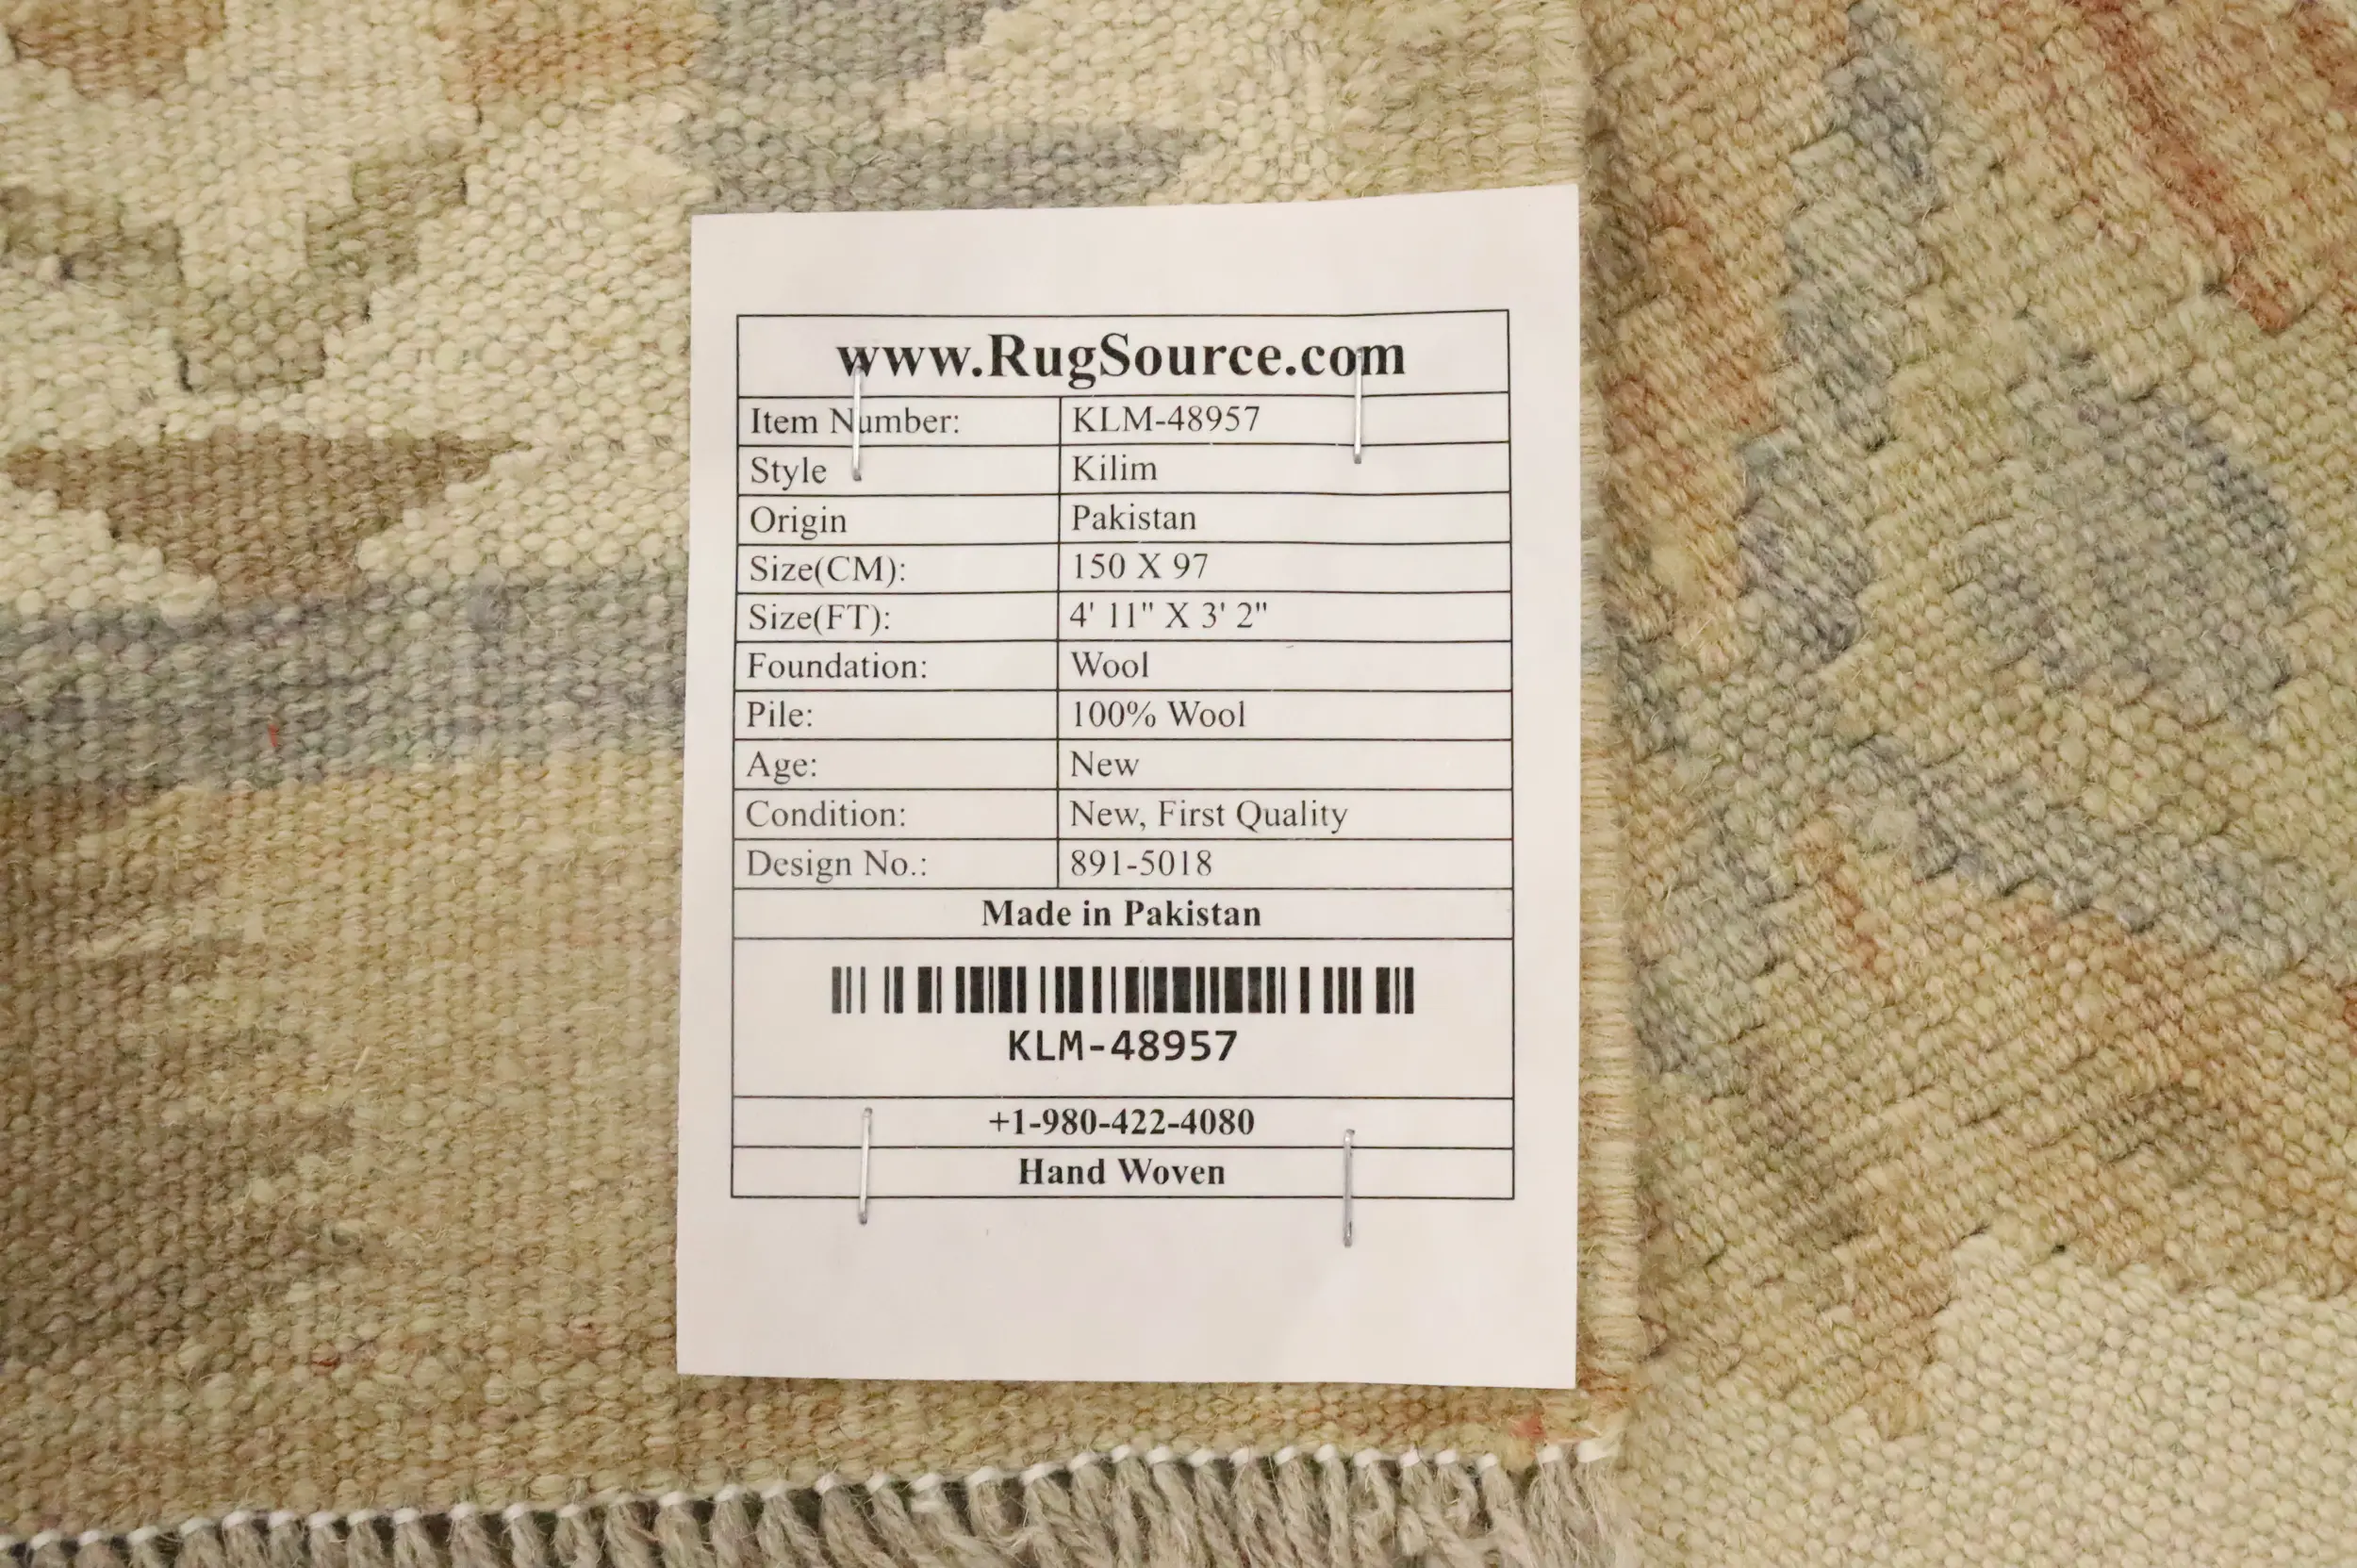 www.RugSource.com
Item Number: KLM-48957
Style Kilim
Origin Pakistan
Size(CM): 150 X 97
Size(FT): 4' 11" X 3' 2"
Foundation: Wool
Pile: 100% Wool
Age: New
Condition: New, First Quality
Design No.: 891-5018
Made in Pakistan
KLM-48957
+1-980-422-4080
Hand Woven